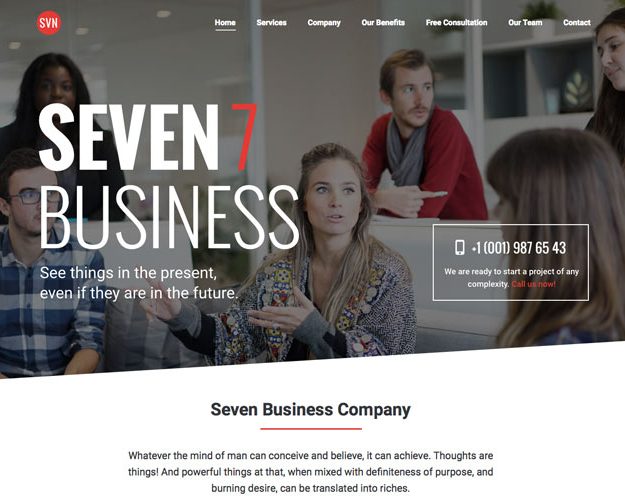 SVN
Home Services Company Our Benefits Free Consultation Our Team Contact
SEVEN 7
BUSINESS
See things in the present,
even if they are in the future.
+1 (001) 987 65 43
We are ready to start a project of any
complexity. Call us now!
Seven Business Company
Whatever the mind of man can conceive and believe, it can achieve. Thoughts are
things! And powerful things at that, when mixed with definiteness of purpose, and
burning desire, can be translated into riches.